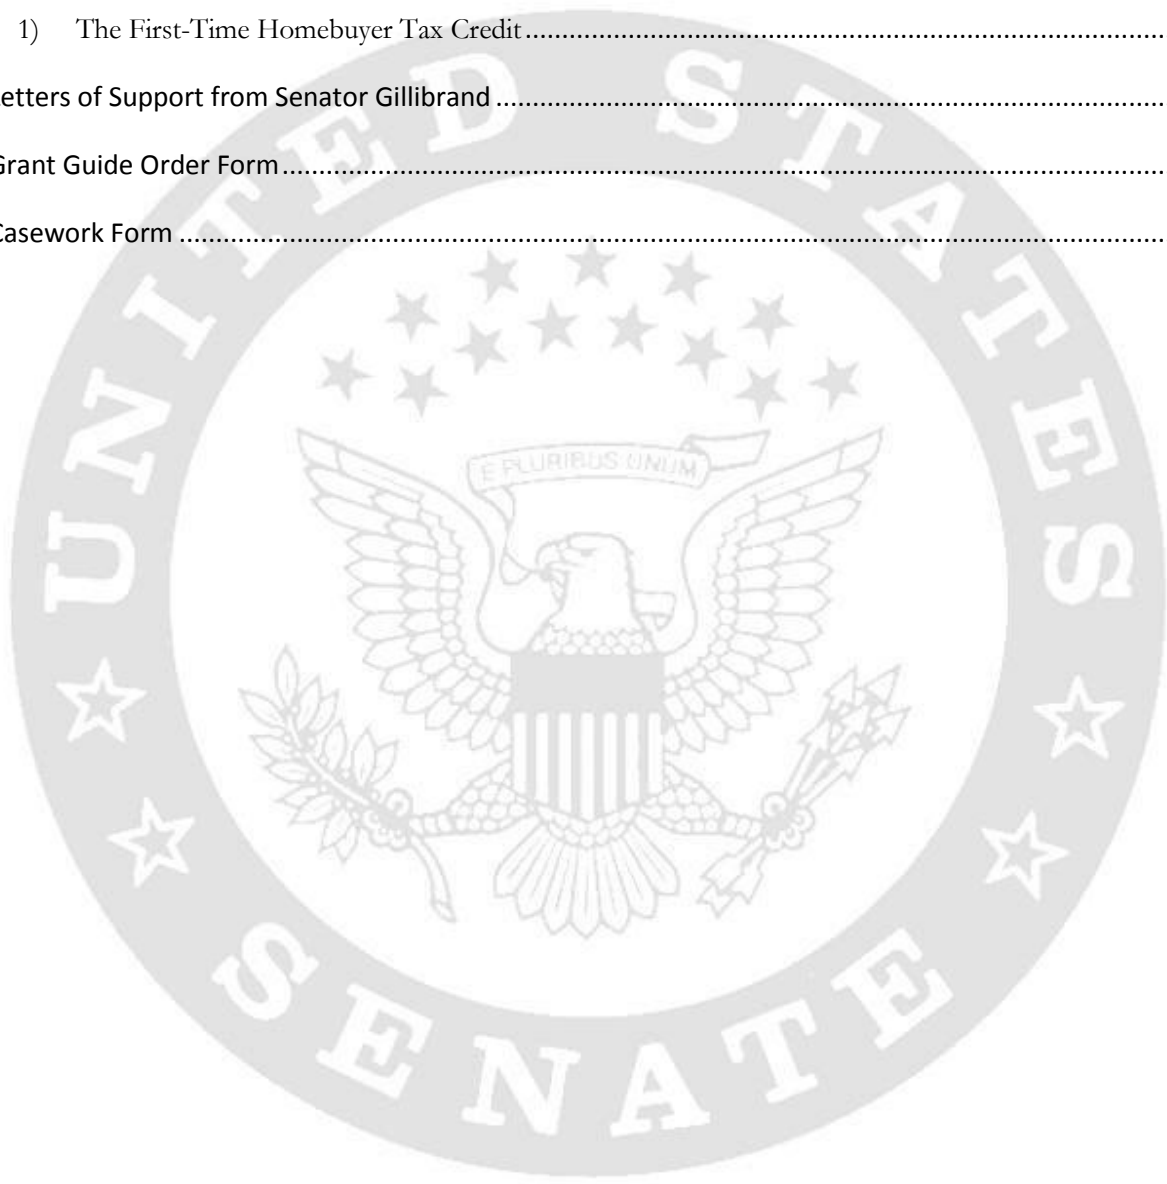 1) The First-Time Homebuyer Tax Credit................................................................................
etters of Support from Senator Gillibrand................................................................................
Grant Guide Order Form................................................................................
Casework Form................................................................................
UNITED STATES
E PLURIBUS UNUM
SENATE